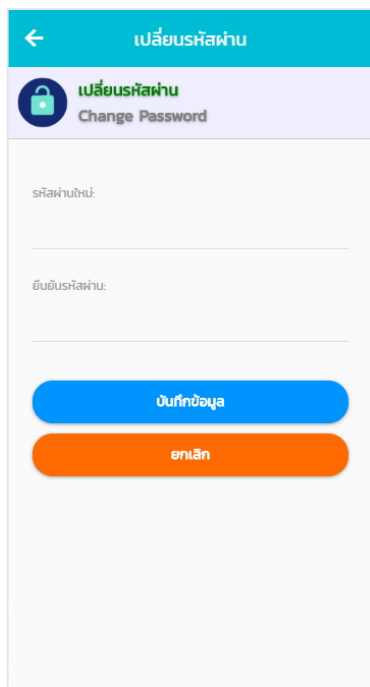 เปลี่ยนรหัสผ่าน
เปลี่ยนรหัสผ่าน
Change Password
รหัสผ่านใหม่:
ยืนยันรหัสผ่าน:
บันทึกข้อมูล
ยกเลิก